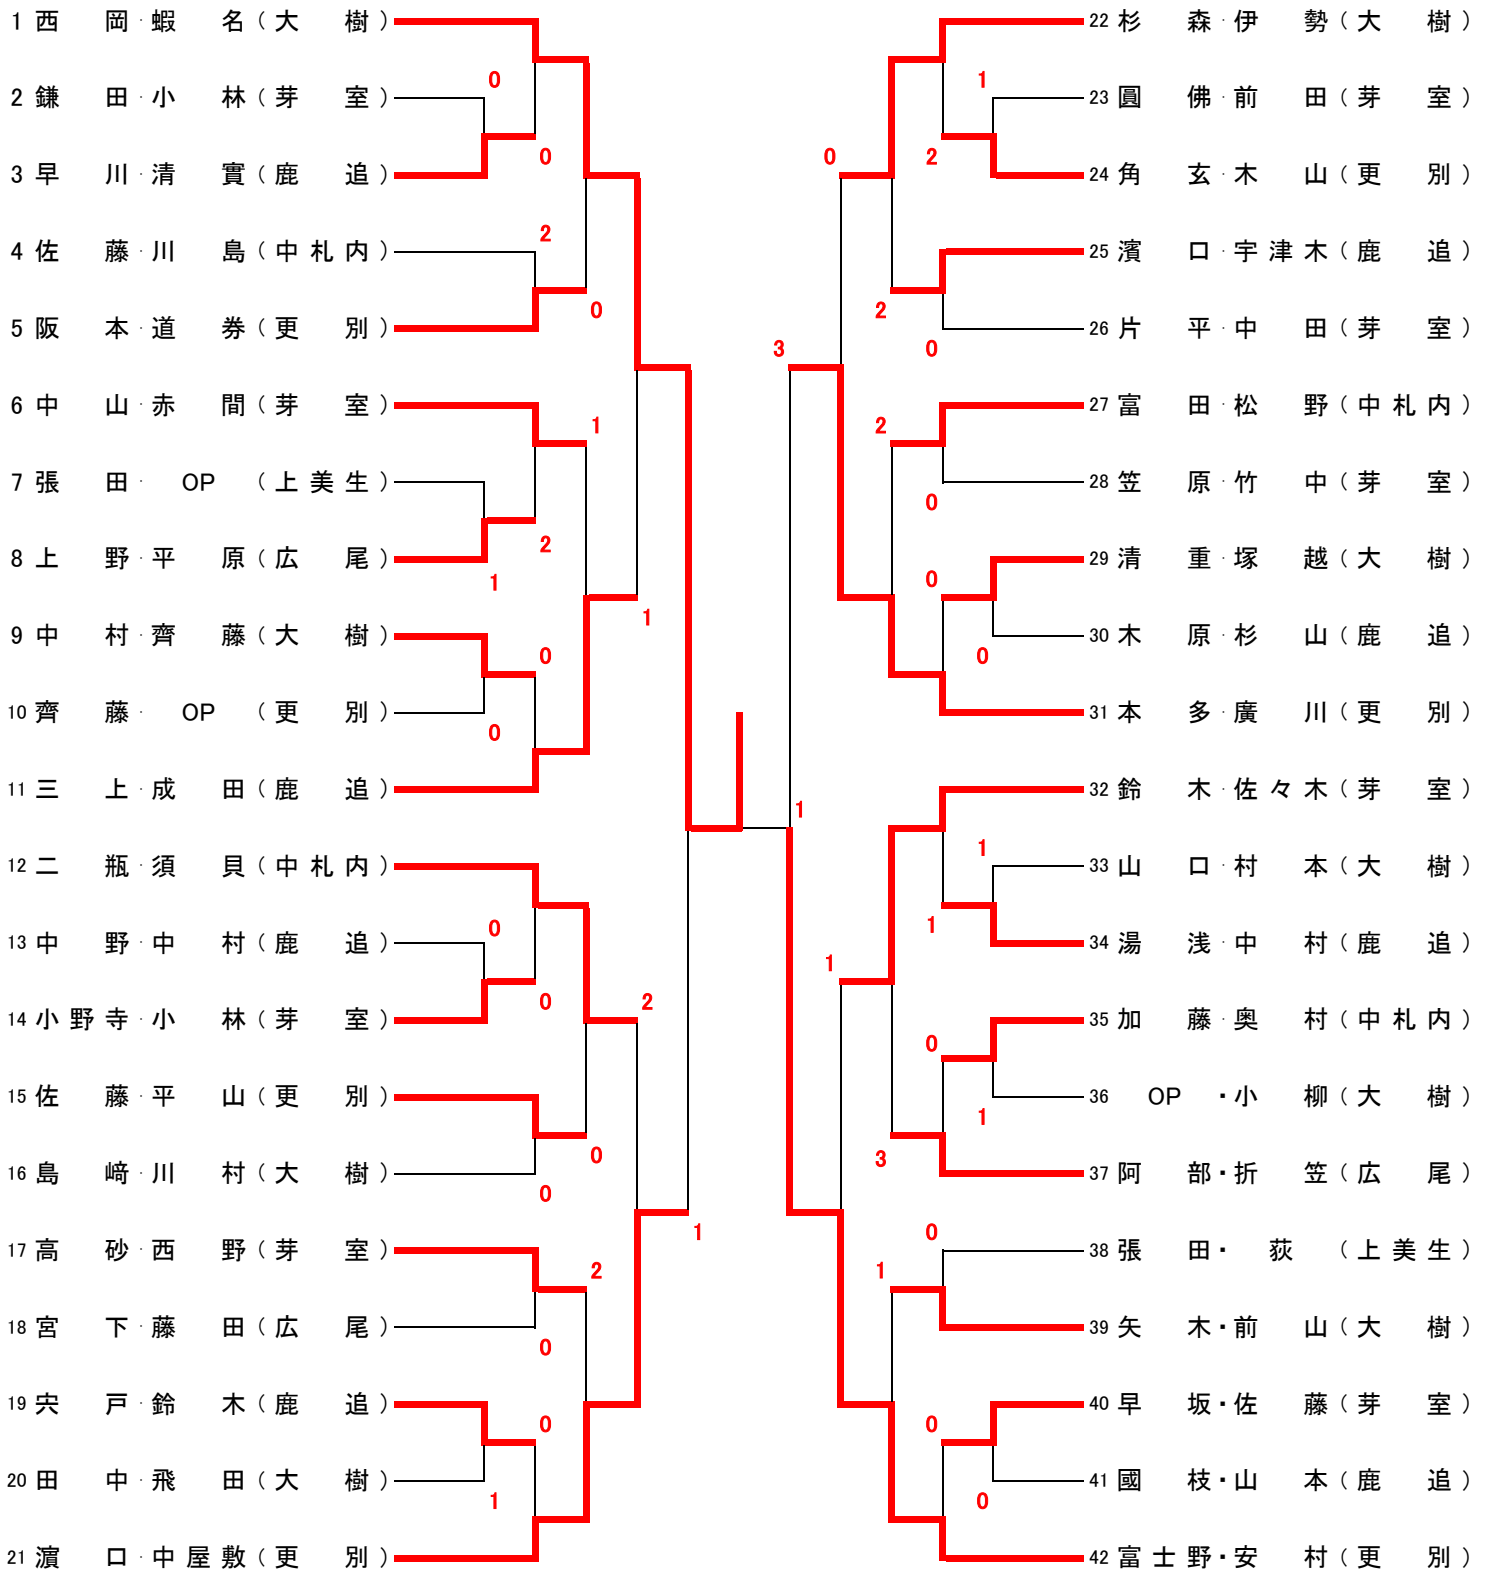 1 西 岡・蝦 名（大 樹）
2 鎌 田・小 林（芽 室）
3 早 川・清 實（鹿 追）
4 佐 藤・川 島（中札内）
5 阪 本・道 券（更 別）
6 中 山・赤 間（芽 室）
7 張 田・ OP （上美生）
8 上 野・平 原（広 尾）
9 中 村・齊 藤（大 樹）
10 齊 藤・ OP （更 別）
11 三 上・成 田（鹿 追）
12 二 瓶・須 貝（中札内）
13 中 野・中 村（鹿 追）
14 小野寺・小 林（芽 室）
15 佐 藤・平 山（更 別）
16 島 﨑・川 村（大 樹）
17 高 砂・西 野（芽 室）
18 宮 下・藤 田（広 尾）
19 宍 戸・鈴 木（鹿 追）
20 田 中・飛 田（大 樹）
21 濵 口・中屋敷（更 別）
0
0
2
0
1
2
1
1
0
0
0
0
2
0
0
1
2
0
0
1
22 杉 森・伊 勢（大 樹）
23 圓 佛・前 田（芽 室）
24 角 玄・木 山（更 別）
25 濱 口・宇津木（鹿 追）
26 片 平・中 田（芽 室）
27 富 田・松 野（中札内）
28 笠 原・竹 中（芽 室）
29 清 重・塚 越（大 樹）
30 木 原・杉 山（鹿 追）
31 本 多・廣 川（更 別）
32 鈴 木・佐々木（芽 室）
33 山 口・村 本（大 樹）
34 湯 浅・中 村（鹿 追）
35 加 藤・奥 村（中札内）
36 OP ・小 柳（大 樹）
37 阿 部・折 笠（広 尾）
38 張 田・ 荻 （上美生）
39 矢 木・前 山（大 樹）
40 早 坂・佐 藤（芽 室）
41 國 枝・山 本（鹿 追）
42 富士野・安 村（更 別）
1
0
2
2
0
3
2
0
0
0
1
1
1
1
0
1
3
0
1
0
0